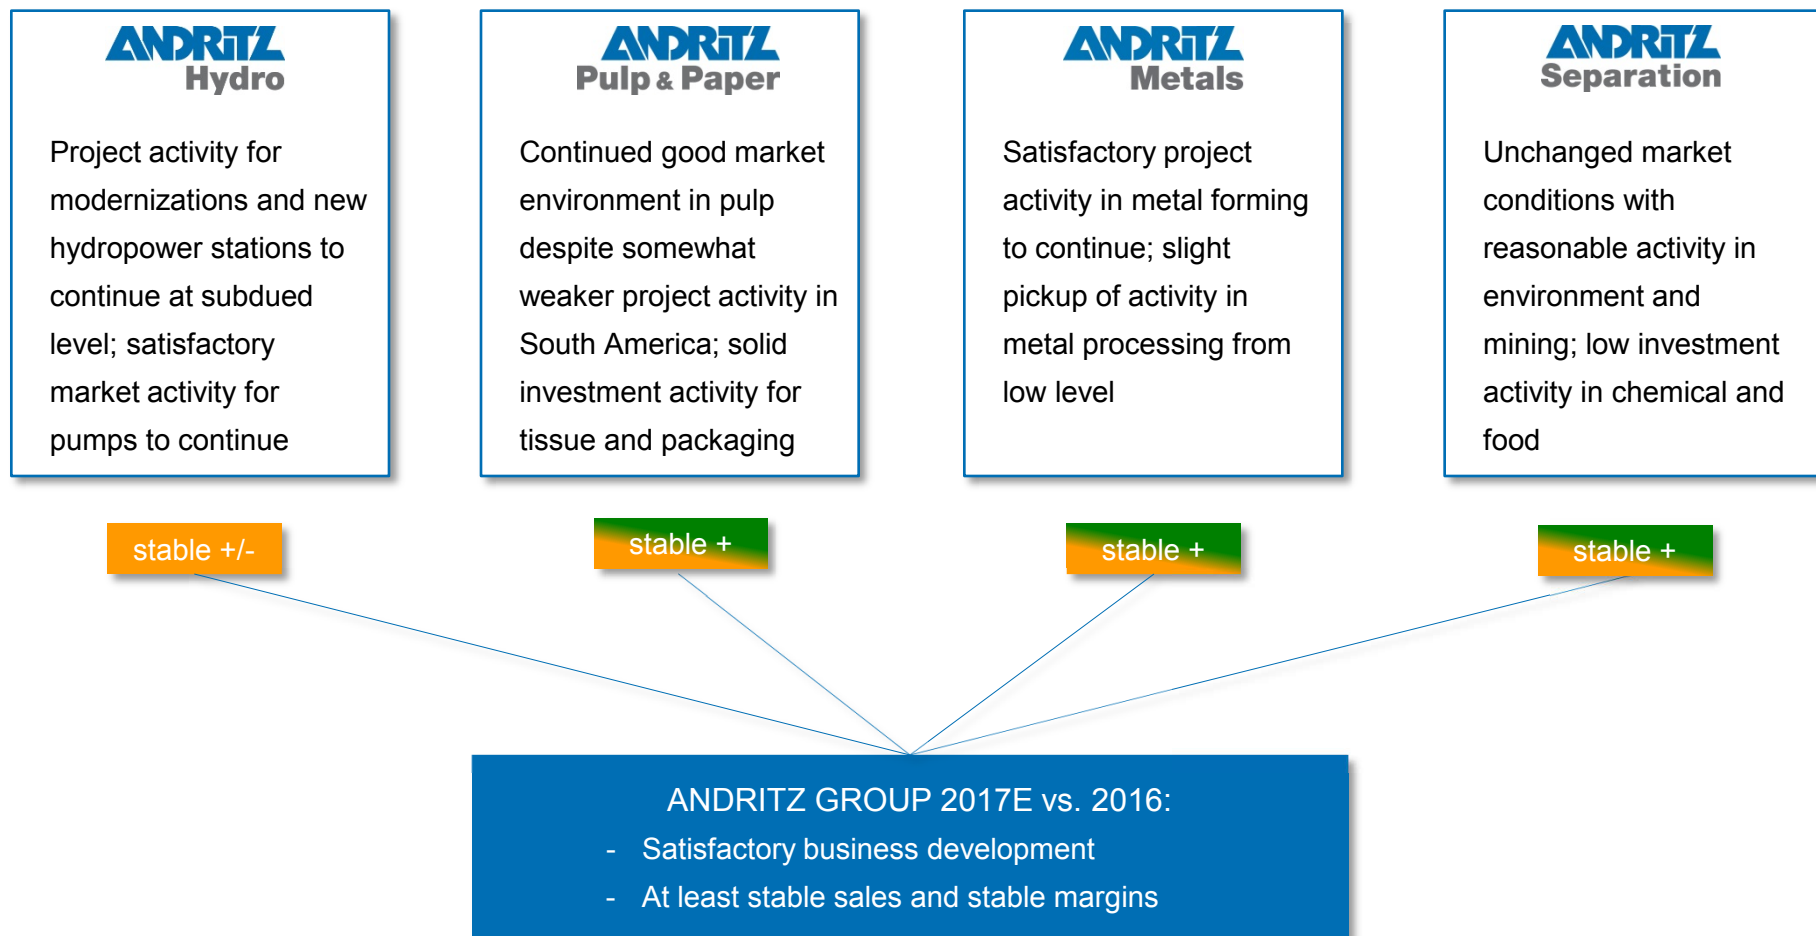 ANDRITZ
Hydro
Project activity for
modernizations and new
hydropower stations to
continue at subdued
level; satisfactory
market activity for
pumps to continue
stable +/-
ANDRITZ
Pulp & Paper
Continued good market
environment in pulp
despite somewhat
weaker project activity in
South America; solid
investment activity for
tissue and packaging
stable +
ANDRITZ
Metals
Satisfactory project
activity in metal forming
to continue; slight
pickup of activity in
metal processing from
low level
stable +
ANDRITZ
Separation
Unchanged market
conditions with
reasonable activity in
environment and
mining; low investment
activity in chemical and
food
stable +
ANDRITZ GROUP 2017E vs. 2016:
- Satisfactory business development
- At least stable sales and stable margins